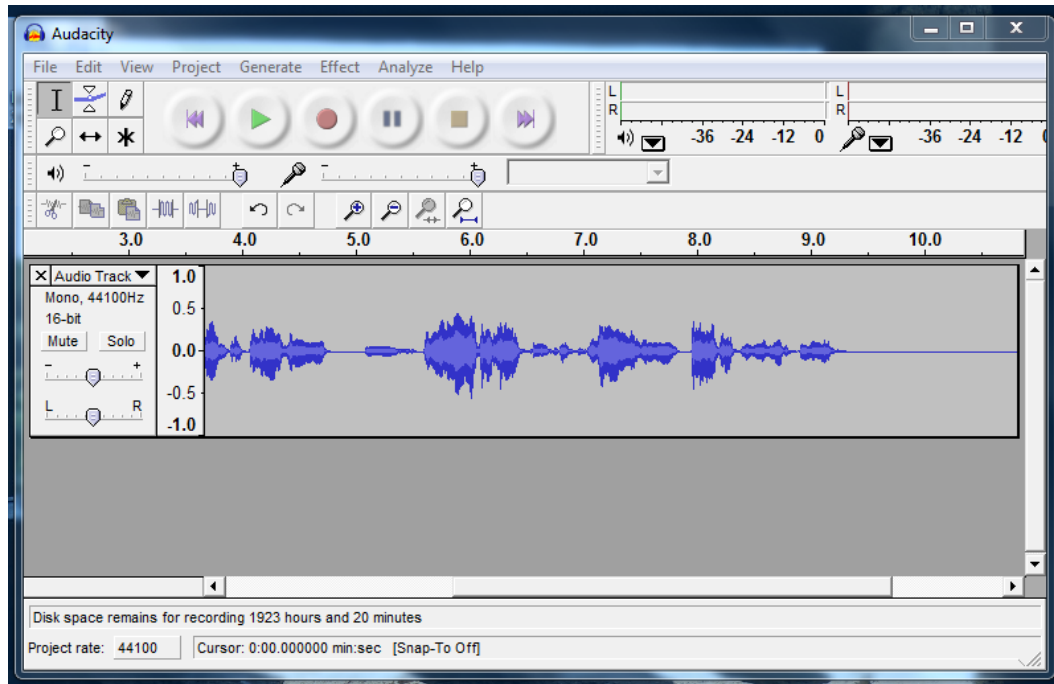 Audacity
File Edit View Project Generate Effect Analyze Help
L
R
-36 -24 -12 0
L
R
-36 -24 -12 0
- +
- +
3.0 4.0 5.0 6.0 7.0 8.0 9.0 10.0
X Audio Track
Mono, 44100Hz
16-bit
Mute Solo
- +
L R
1.0
0.5
0.0
-0.5
-1.0
Disk space remains for recording 1923 hours and 20 minutes
Project rate: 44100 Cursor: 0:00.000000 min:sec [Snap-To Off]